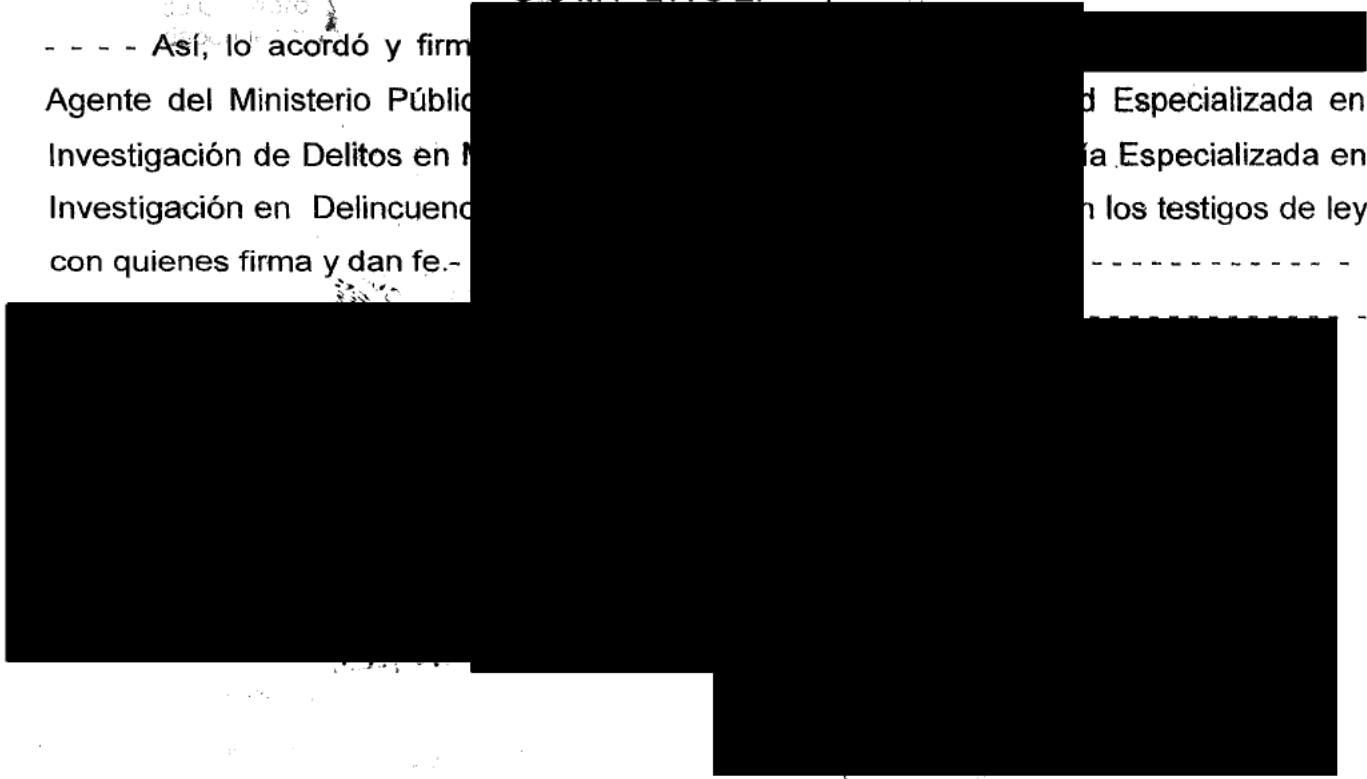 - - - - Así, lo acordó y firm
Agente del Ministerio Públic d Especializada en
Investigación de Delitos en M ía Especializada en
Investigación en Delincuenc n los testigos de ley
con quienes firma y dan fe.- - - - - - - - - - - - - - -
- - - - - - - - - - - - - - -